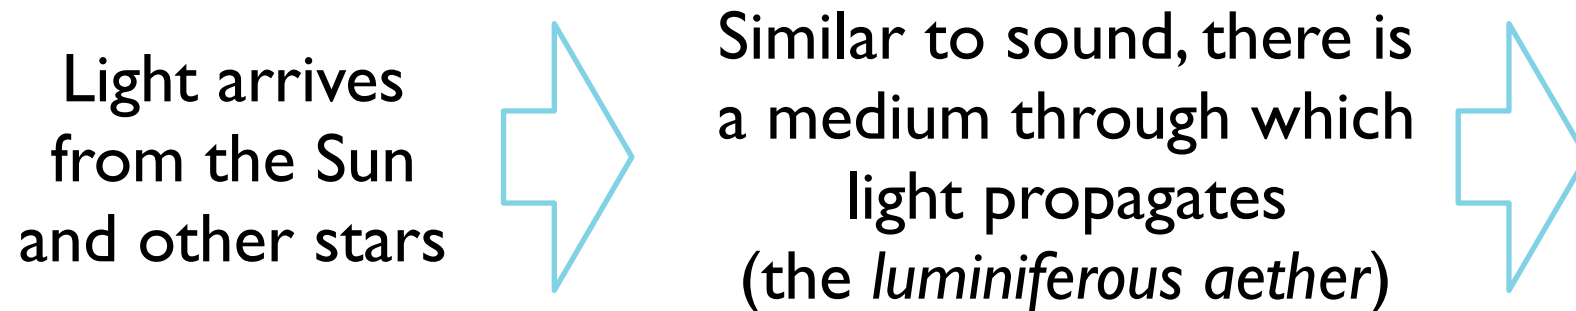 Light arrives
from the Sun
and other stars
Similar to sound, there is
a medium through which
light propagates
(the luminiferous aether)